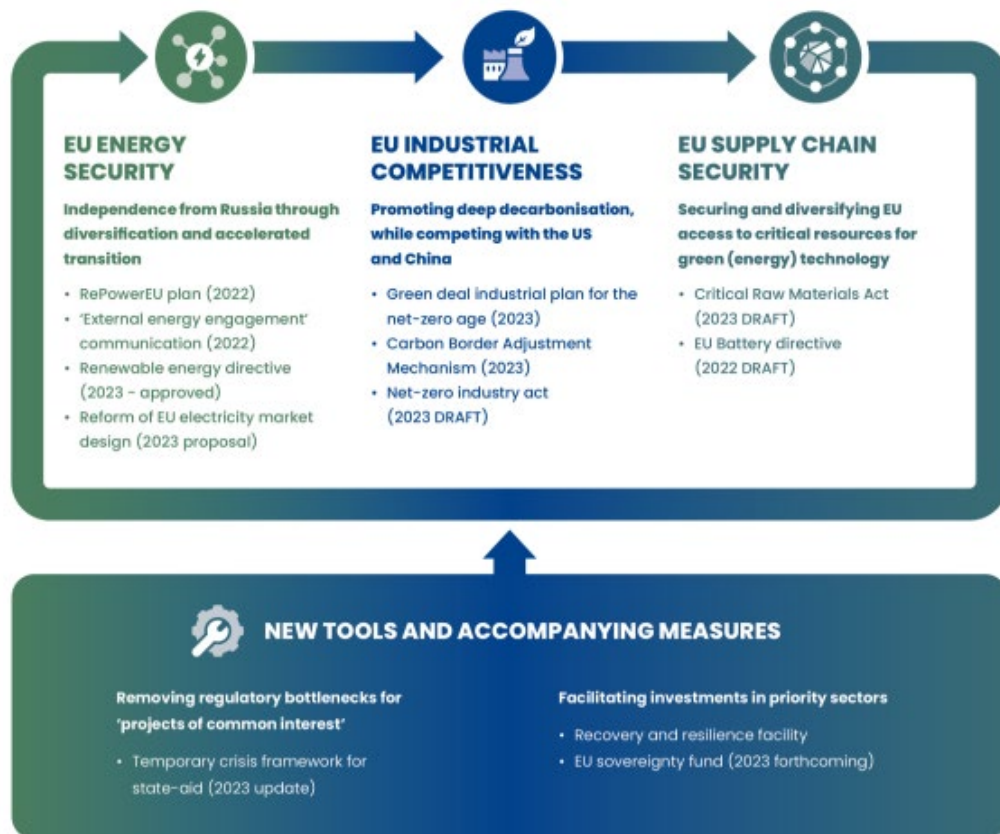 EU ENERGY
SECURITY
Independence from Russia through
diversification and accelerated
transition
• RePowerEU plan (2022)
• ‘External energy engagement’
communication (2022)
• Renewable energy directive
(2023 - approved)
• Reform of EU electricity market
design (2023 proposal)
EU INDUSTRIAL
COMPETITIVENESS
Promoting deep decarbonisation,
while competing with the US
and China
• Green deal industrial plan for the
net-zero age (2023)
• Carbon Border Adjustment
Mechanism (2023)
• Net-zero industry act
(2023 DRAFT)
EU SUPPLY CHAIN
SECURITY
Securing and diversifying EU
access to critical resources for
green (energy) technology
• Critical Raw Materials Act
(2023 DRAFT)
• EU Battery directive
(2022 DRAFT)
NEW TOOLS AND ACCOMPANYING MEASURES
Removing regulatory bottlenecks for
‘projects of common interest’
• Temporary crisis framework for
state-aid (2023 update)
Facilitating investments in priority sectors
• Recovery and resilience facility
• EU sovereignty fund (2023 forthcoming)